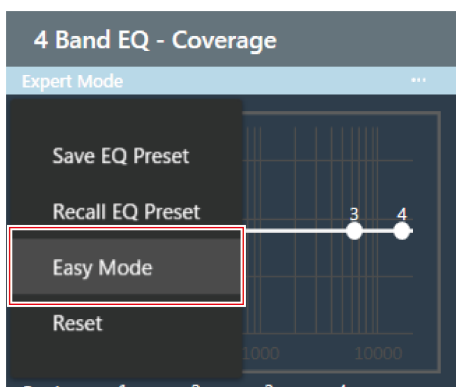 4 Band EQ - Coverage
Expert Mode ...
Save EQ Preset
Recall EQ Preset
3 4
Easy Mode
Reset
1000 10000